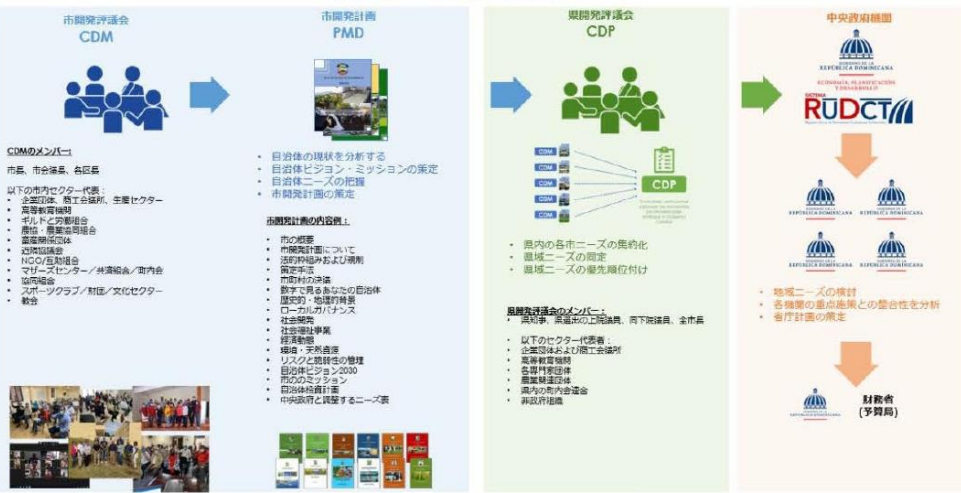 市開発評議会
CDM
CDMのメンバー:
市長、市会議長、各区長
以下の市内セクター代表:
• 企業団体、商工会議所、生産セクター
• 高等教育機関
• ギルドと労働組合
• 農協・農業協同組合
• 畜産関係団体
• 近隣協議会
• NGO/互助組合
• マザーズセンター/共済組合/町内会
• 協同組合
• スポーツクラブ/財団/文化セクター
• 教会
市開発計画
PMD
• 自治体の現状を分析する
• 自治体ビジョン・ミッションの策定
• 自治体ニーズの把握
• 市開発計画の策定
市開発計画の内容例:
• 市の概要
• 市開発計画について
• 法的枠組みおよび規制
• 策定手法
• 市町村の決議
• 数字で見るあなたの自治体
• 歴史的・地理的背景
• ローカルガバナンス
• 社会開発
• 社会福祉事業
• 経済動態
• 環境・天然資源
• リスクと脆弱性の管理
• 自治体ビジョン2030
• 市ののミッション
• 自治体投資計画
• 中央政府と調整するニーズ表
県開発評議会
CDP
CDM
CDM
CDM
CDM
CDM
CDP
• 県内の各市ニーズの集約化
• 県域ニーズの同定
• 県域ニーズの優先順位付け
県開発評議会のメンバー:
• 県知事、県選出の上院議員、同下院議員、全市長
• 以下のセクター代表者:
• 企業団体および商工会議所
• 高等教育機関
• 各専門家団体
• 農業関連団体
• 県内の町内会連合
• 非政府組織
中央政府機関
GOBIERNO DE LA
REPÚBLICA DOMINICANA
ECONOMÍA, PLANIFICACIÓN
Y DESARROLLO
SISTEMA
RUDCT
REPÚBLICA DOMINICANA
REPÚBLICA DOMINICANA
REPÚBLICA DOMINICANA
REPÚBLICA DOMINICANA
• 地域ニーズの検討
• 各機関の重点施策との整合性を分析
• 省庁計画の策定
REPÚBLICA DOMINICANA
財務省
(予算局)